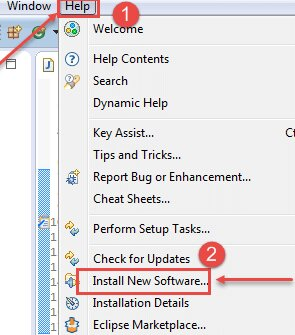 Window Help
1
Welcome
Help Contents
Search
Dynamic Help
Key Assist...
Tips and Tricks...
Report Bug or Enhancement...
Cheat Sheets...
Perform Setup Tasks...
Check for Updates
2
Install New Software...
Installation Details
Eclipse Marketplace...